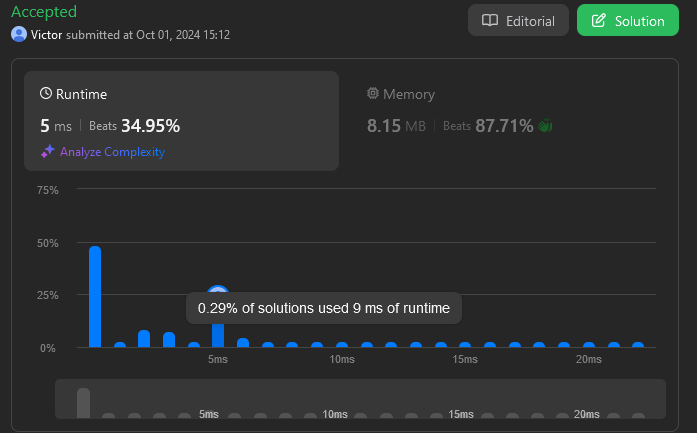 Accepted
Victor submitted at Oct 01, 2024 15:12
Editorial
Solution
Runtime
5 ms Beats 34.95%
Analyze Complexity
Memory
8.15 MB Beats 87.71%
75%
50%
25%
0%
0.29% of solutions used 9 ms of runtime
5ms 10ms 15ms 20ms
5ms 10ms 15ms 20ms